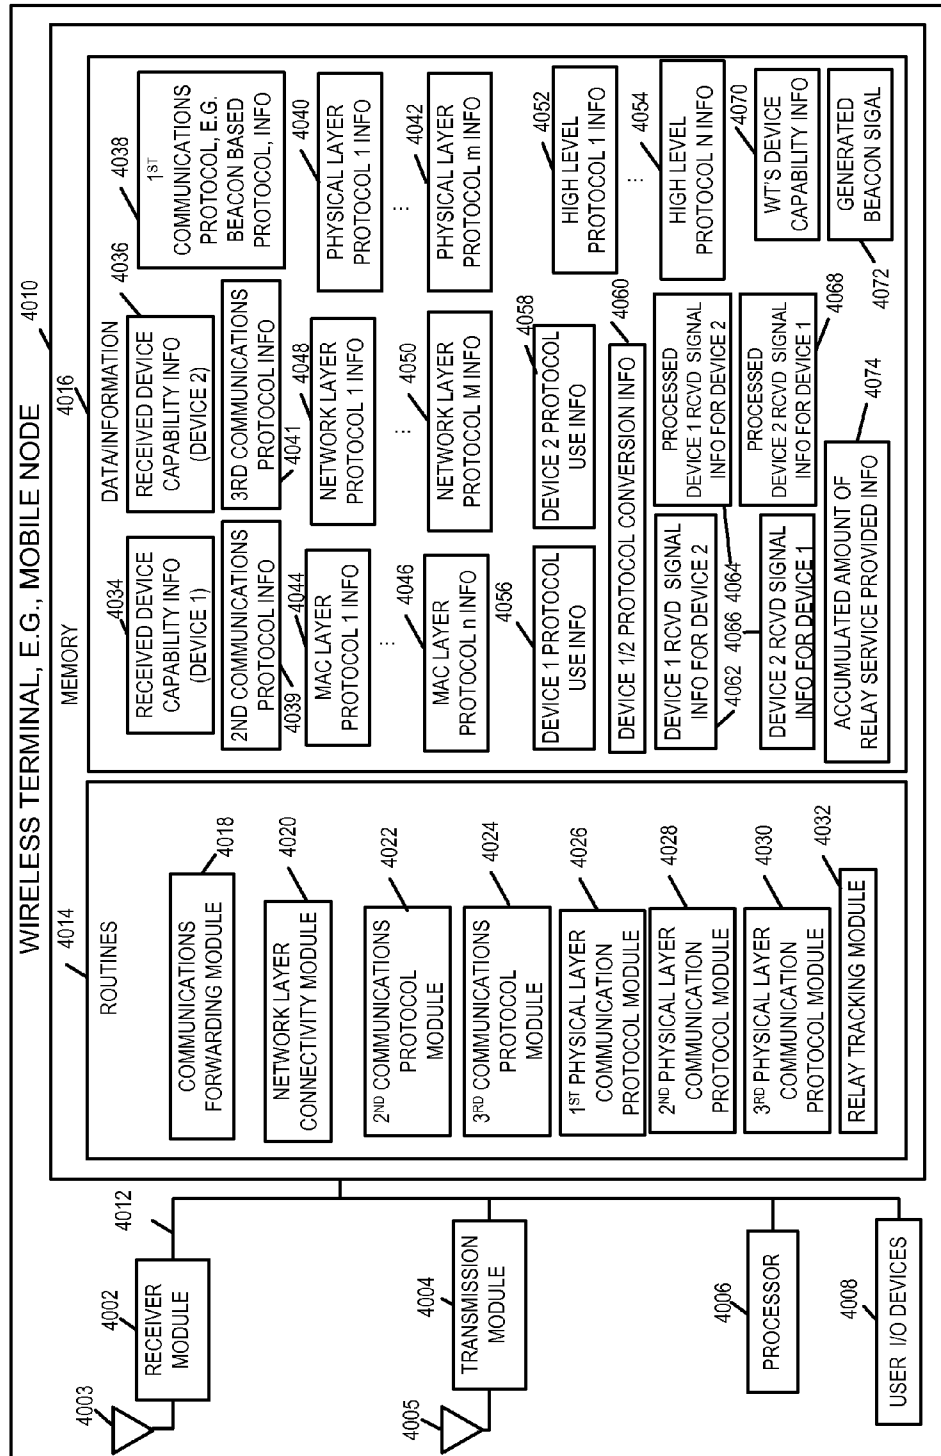 WIRELESS TERMINAL, E.G., MOBILE NODE
4010
4003
4002
RECEIVER
MODULE
4012
4005
4004
TRANSMISSION
MODULE
4006
PROCESSOR
4008
USER I/O DEVICES
MEMORY
4014
ROUTINES
4018
COMMUNICATIONS
FORWARDING MODULE
4020
NETWORK LAYER
CONNECTIVITY MODULE
4022
2ND COMMUNICATIONS
PROTOCOL
MODULE
4024
3RD COMMUNICATIONS
PROTOCOL
MODULE
4026
1ST PHYSICAL LAYER
COMMUNICATION
PROTOCOL MODULE
4028
2ND PHYSICAL LAYER
COMMUNICATION
PROTOCOL MODULE
4030
3RD PHYSICAL LAYER
COMMUNICATION
PROTOCOL MODULE
4032
RELAY TRACKING MODULE
4016
DATA/INFORMATION
4034
RECEIVED DEVICE
CAPABILITY INFO
(DEVICE 1)
4036
RECEIVED DEVICE
CAPABILITY INFO
(DEVICE 2)
4038
1ST
COMMUNICATIONS
PROTOCOL, E.G.
BEACON BASED
PROTOCOL, INFO
2ND COMMUNICATIONS
PROTOCOL INFO
4039
3RD COMMUNICATIONS
PROTOCOL INFO
4041
4040
PHYSICAL LAYER
PROTOCOL 1 INFO
...
4042
PHYSICAL LAYER
PROTOCOL m INFO
4044
MAC LAYER
PROTOCOL 1 INFO
...
4046
MAC LAYER
PROTOCOL n INFO
4048
NETWORK LAYER
PROTOCOL 1 INFO
...
4050
NETWORK LAYER
PROTOCOL M INFO
4052
HIGH LEVEL
PROTOCOL 1 INFO
...
4054
HIGH LEVEL
PROTOCOL N INFO
4056
DEVICE 1 PROTOCOL
USE INFO
4058
DEVICE 2 PROTOCOL
USE INFO
4060
DEVICE 1/2 PROTOCOL CONVERSION INFO
DEVICE 1 RCVD SIGNAL
INFO FOR DEVICE 2
4062
PROCESSED
DEVICE 1 RCVD SIGNAL
INFO FOR DEVICE 2
4064
4066
DEVICE 2 RCVD SIGNAL
INFO FOR DEVICE 1
PROCESSED
DEVICE 2 RCVD SIGNAL
INFO FOR DEVICE 1
4068
4070
WT'S DEVICE
CAPABILITY INFO
GENERATED
BEACON SIGAL
4072
4074
ACCUMULATED AMOUNT OF
RELAY SERVICE PROVIDED INFO